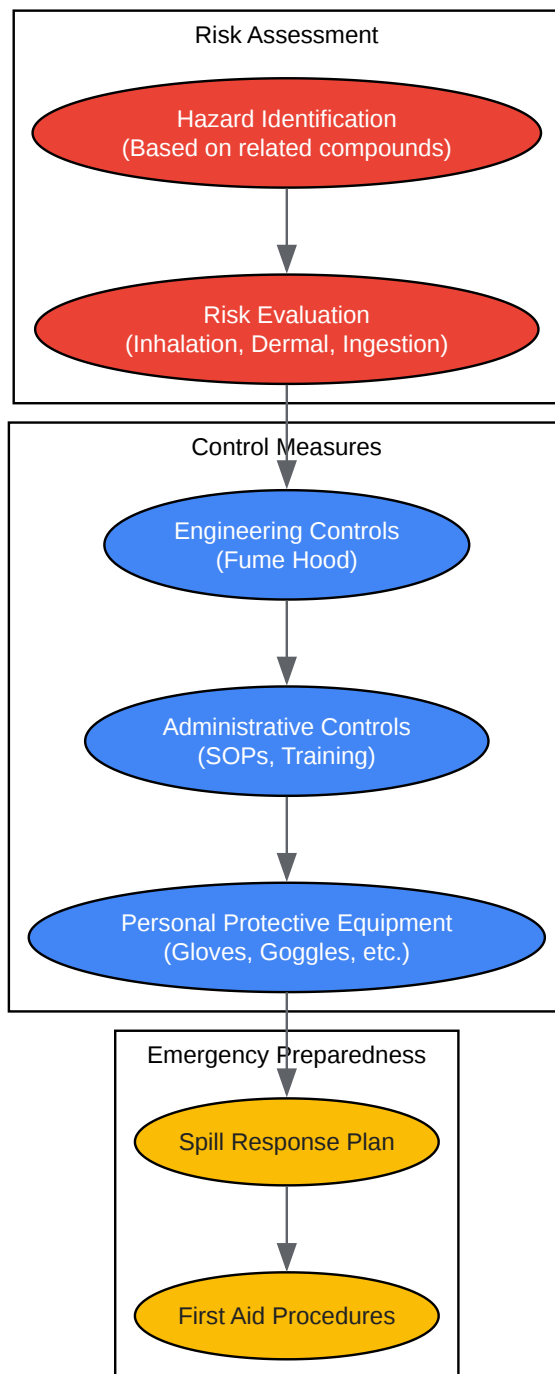 Risk Assessment
Hazard Identification
(Based on related compounds)
Risk Evaluation
(Inhalation, Dermal, Ingestion)
Control Measures
Engineering Controls
(Fume Hood)
Administrative Controls
(SOPs, Training)
Personal Protective Equipment
(Gloves, Goggles, etc.)
Emergency Preparedness
Spill Response Plan
First Aid Procedures